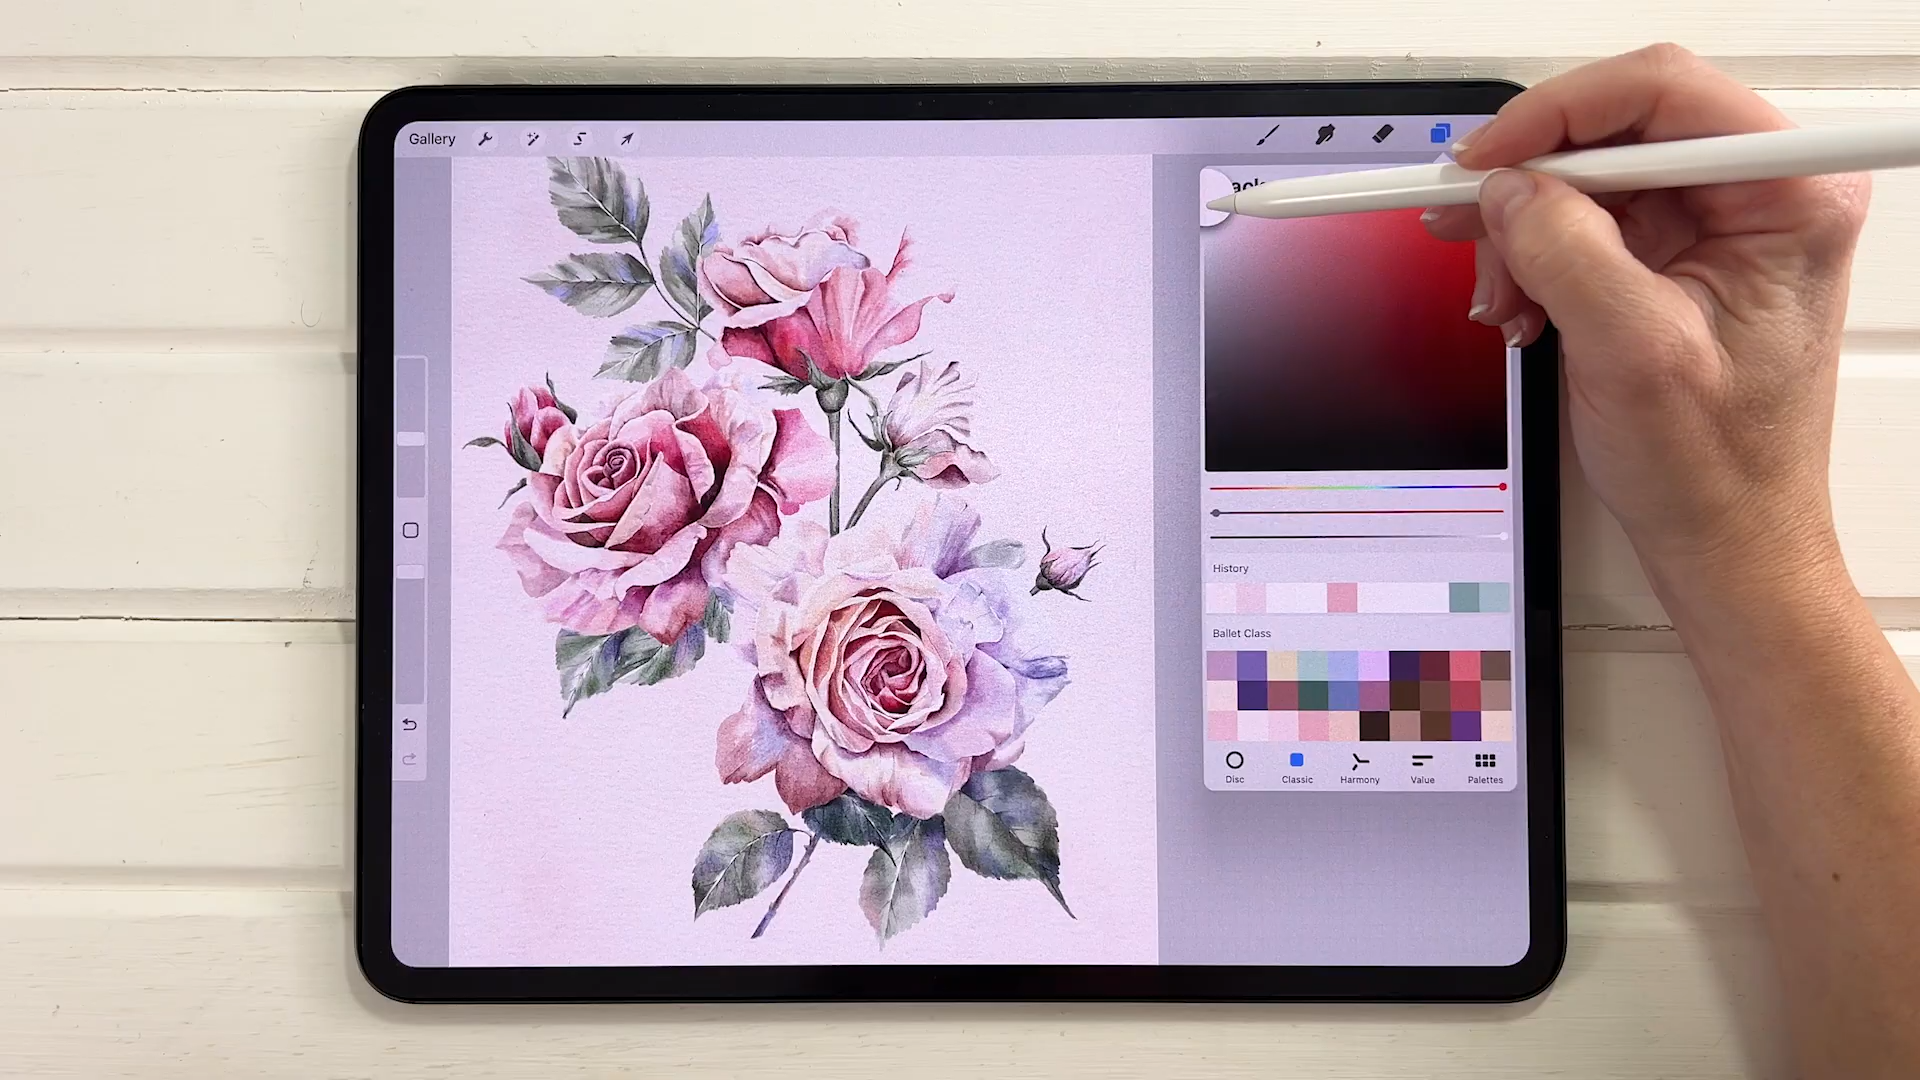 Gallery
History
Ballet Class
Disc
Classic
Harmony
Value
Palettes